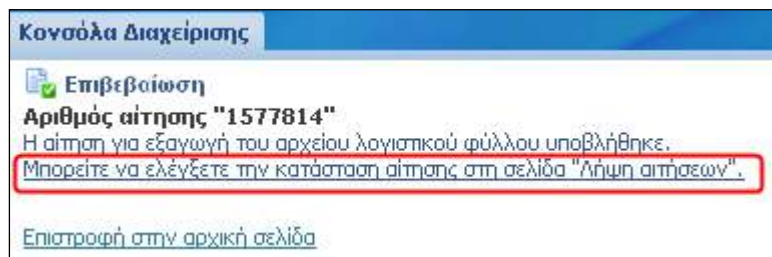 Κονσόλα Διαχείρισης
Επιβεβαίωση
Αριθμός αίτησης "1577814"
Η αίτηση για εξαγωγή του αρχείου λογιστικού φύλλου υποβλήθηκε.
Μπορείτε να ελέγξετε την κατάσταση αίτησης στη σελίδα "Λήψη αιτήσεων".
Επιστροφή στην αρχική σελίδα